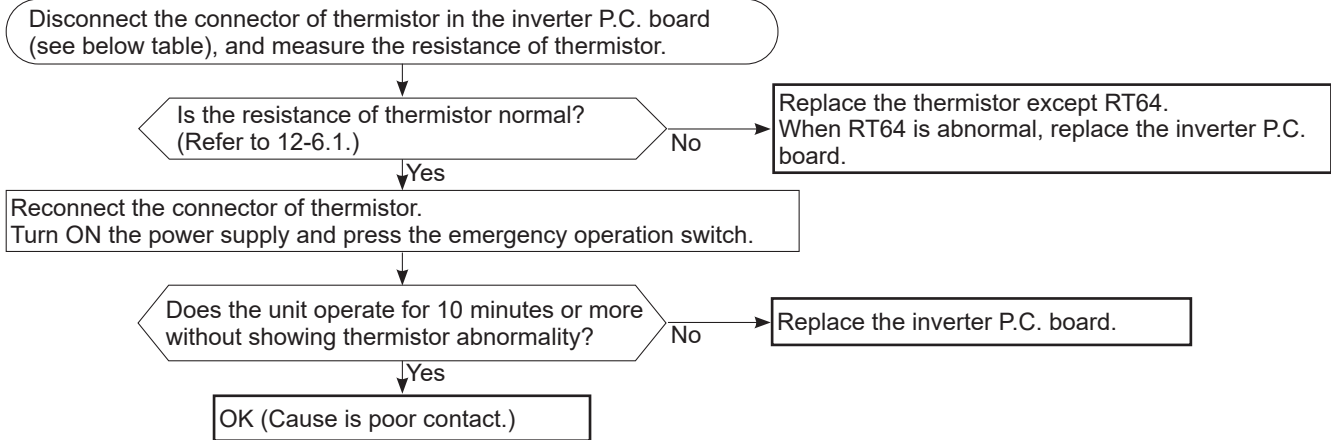 Disconnect the connector of thermistor in the inverter P.C. board
(see below table), and measure the resistance of thermistor.
Is the resistance of thermistor normal?
(Refer to 12-6.1.)
No
Replace the thermistor except RT64.
When RT64 is abnormal, replace the inverter P.C.
board.
Yes
Reconnect the connector of thermistor.
Turn ON the power supply and press the emergency operation switch.
Does the unit operate for 10 minutes or more
without showing thermistor abnormality?
No
Replace the inverter P.C. board.
Yes
OK (Cause is poor contact.)